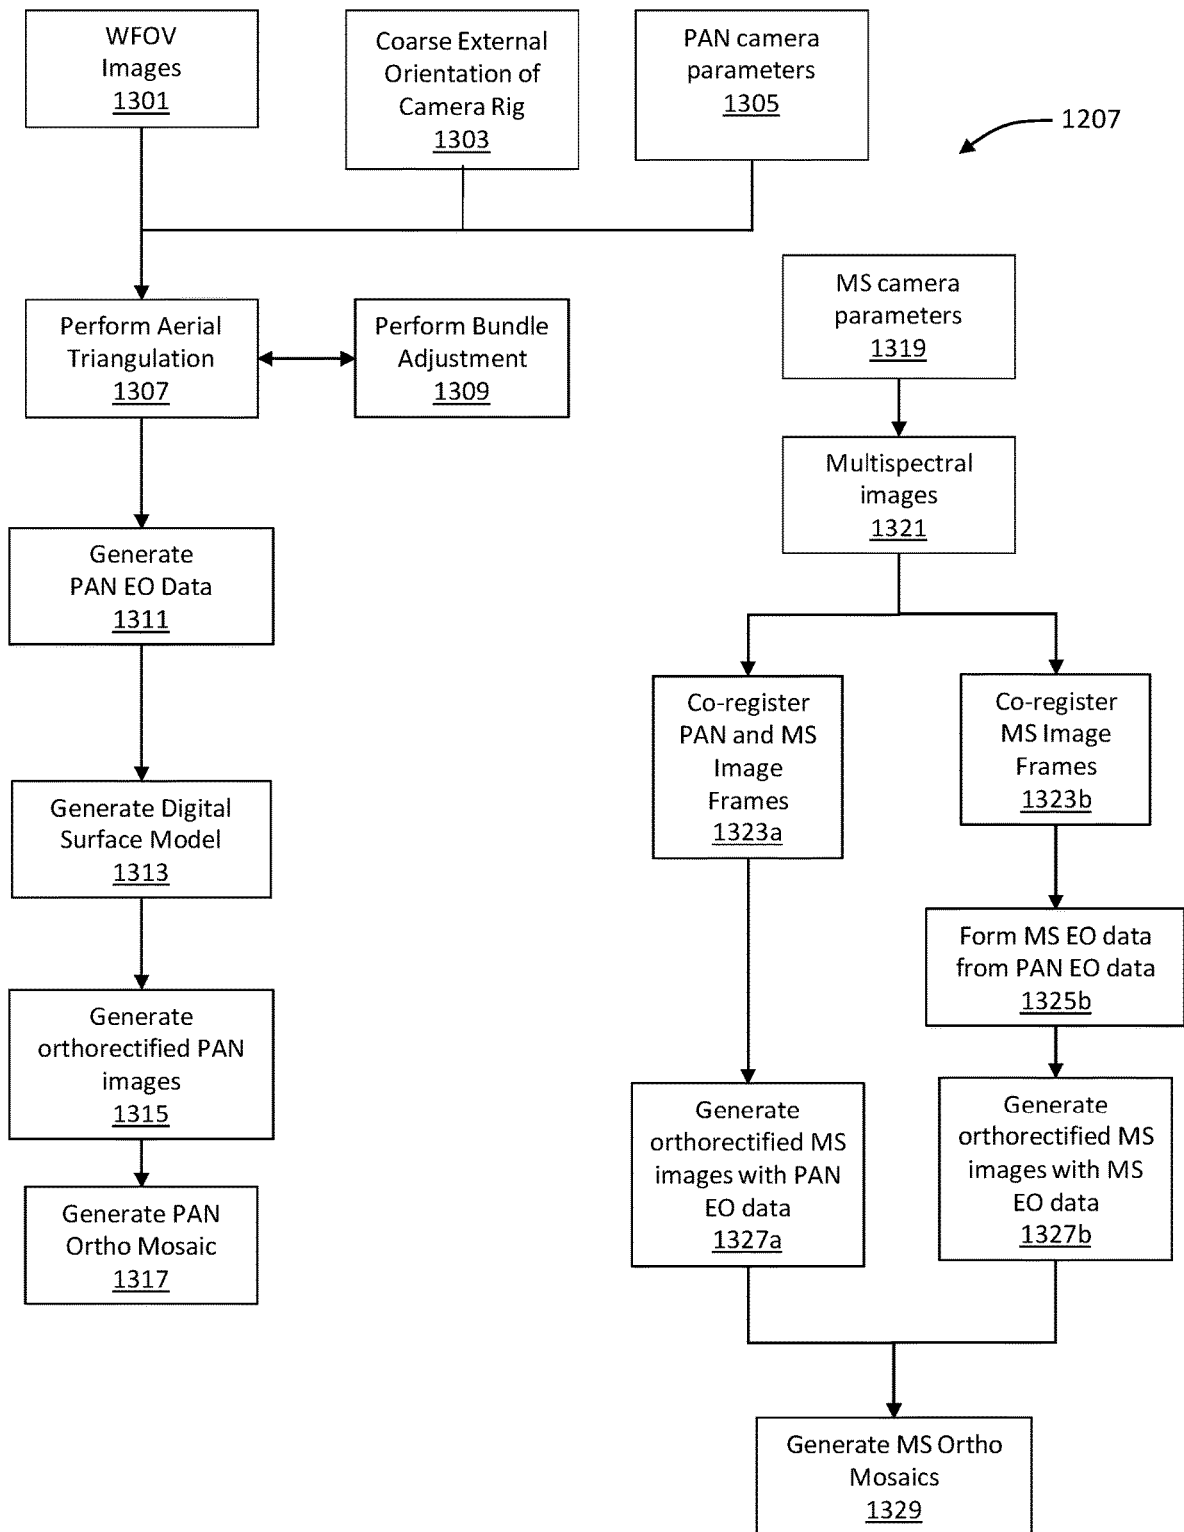 WFOV
Images
1301
Coarse External
Orientation of
Camera Rig
1303
PAN camera
parameters
1305
1207
MS camera
parameters
1319
Perform Aerial
Triangulation
1307
Perform Bundle
Adjustment
1309
Multispectral
images
1321
Generate
PAN EO Data
1311
Co-register
PAN and MS
Image
Frames
1323a
Co-register
MS Image
Frames
1323b
Generate Digital
Surface Model
1313
Form MS EO data
from PAN EO data
1325b
Generate
orthorectified PAN
images
1315
Generate
orthorectified MS
images with PAN
EO data
1327a
Generate
orthorectified MS
images with MS
EO data
1327b
Generate PAN
Ortho Mosaic
1317
Generate MS Ortho
Mosaics
1329